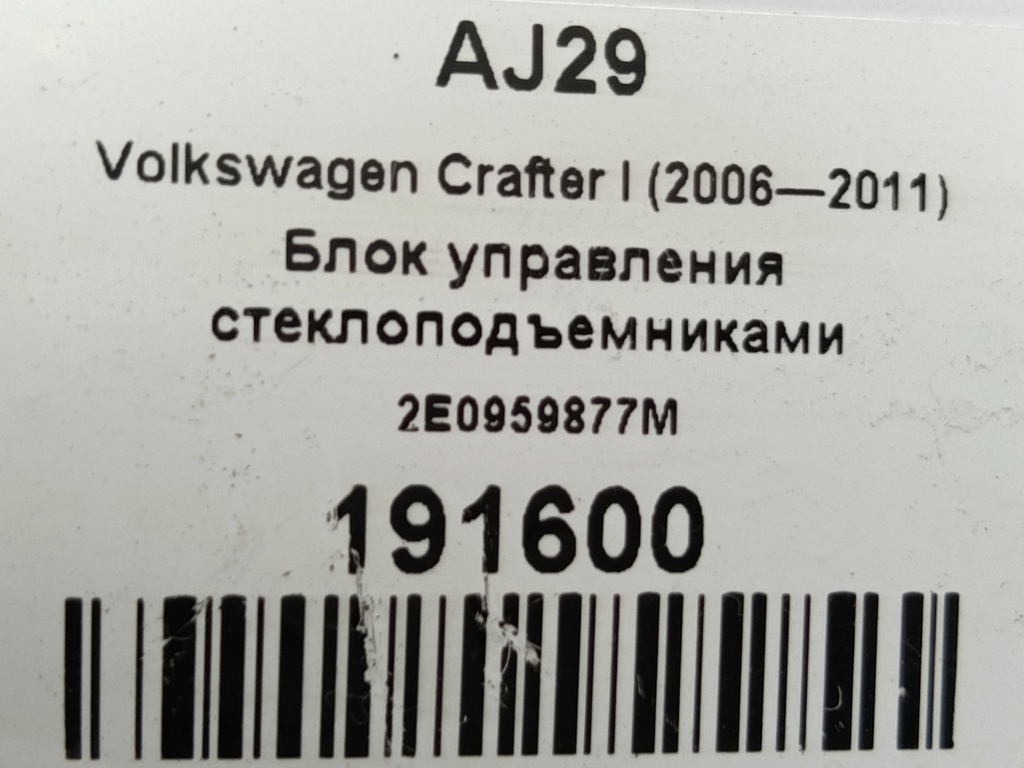 AJ29
Volkswagen Crafter I (2006—2011)
Блок управления
стеклоподъемниками
2E0959877M
191600